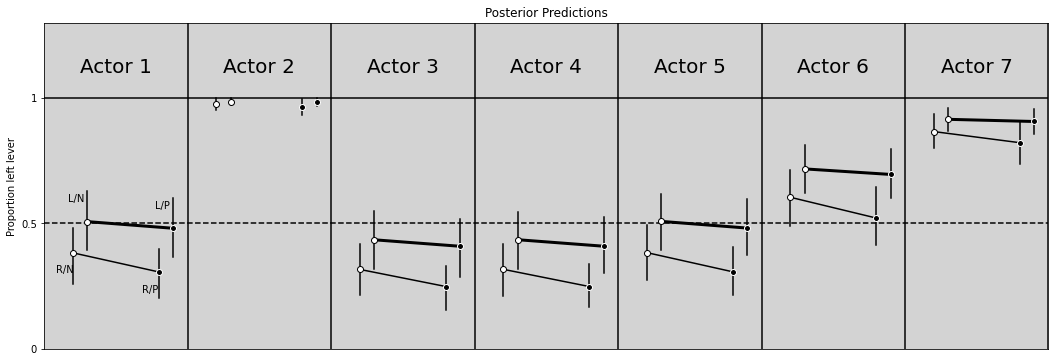 Posterior Predictions
Actor 1 Actor 2 Actor 3 Actor 4 Actor 5 Actor 6 Actor 7
1
Proportion left lever
L/N
L/P
0.5
R/N
R/P
0